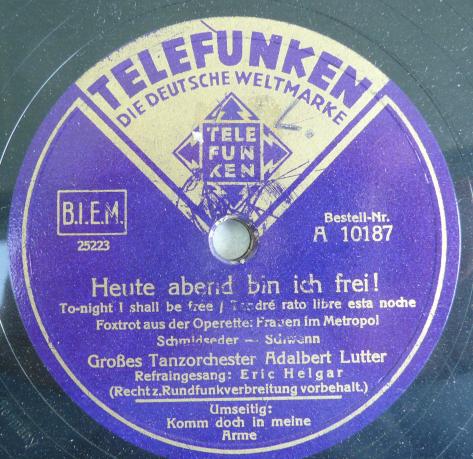 TELEFUNKEN
DIE DEUTSCHE WELTMARKE
TELE
FUN
KEN
B.I.E.M.
25223
Bestell-Nr.
A 10187
Heute abend bin ich frei!
To-night I shall be free / Tendré rato libre esta noche
Foxtrot aus der Operette: Frauen im Metropol
Schmidseder — Schwenn
Großes Tanzorchester Adalbert Lutter
Refraingesang: Eric Helgar
(Recht z. Rundfunkverbreitung vorbehalt.)
Umseitig:
Komm doch in meine
Arme